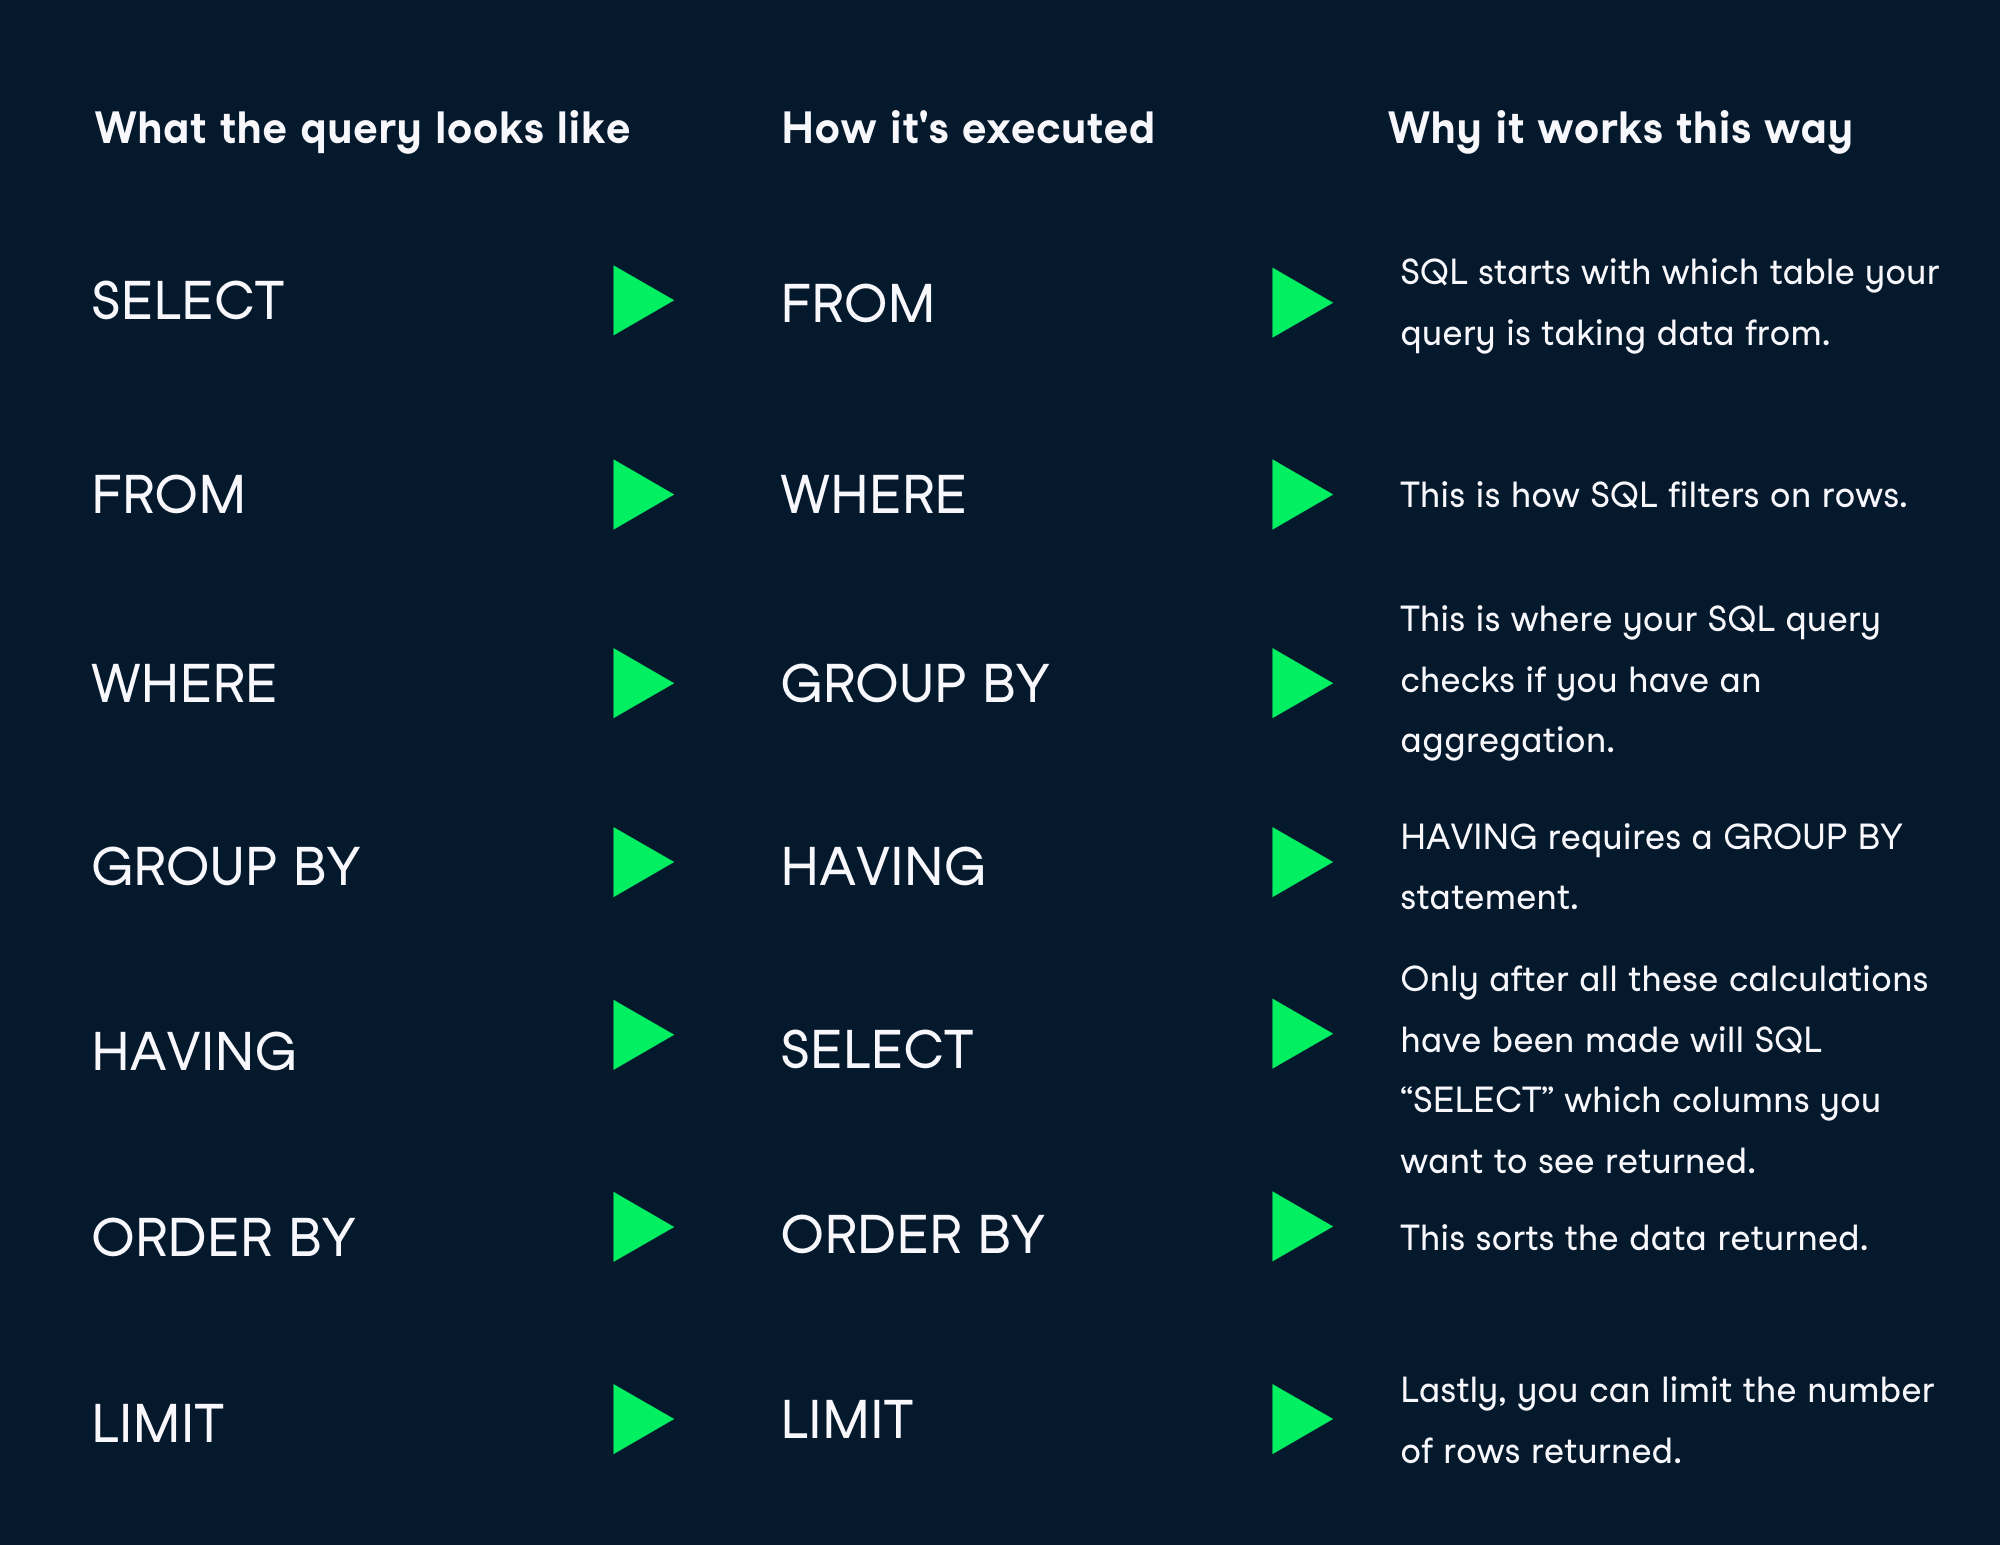 What the query looks like
How it's executed
Why it works this way
SELECT
FROM
SQL starts with which table your
query is taking data from.
FROM
WHERE
This is how SQL filters on rows.
WHERE
GROUP BY
This is where your SQL query
checks if you have an
aggregation.
GROUP BY
HAVING
HAVING requires a GROUP BY
statement.
HAVING
SELECT
Only after all these calculations
have been made will SQL
“SELECT” which columns you
want to see returned.
ORDER BY
ORDER BY
This sorts the data returned.
LIMIT
LIMIT
Lastly, you can limit the number
of rows returned.